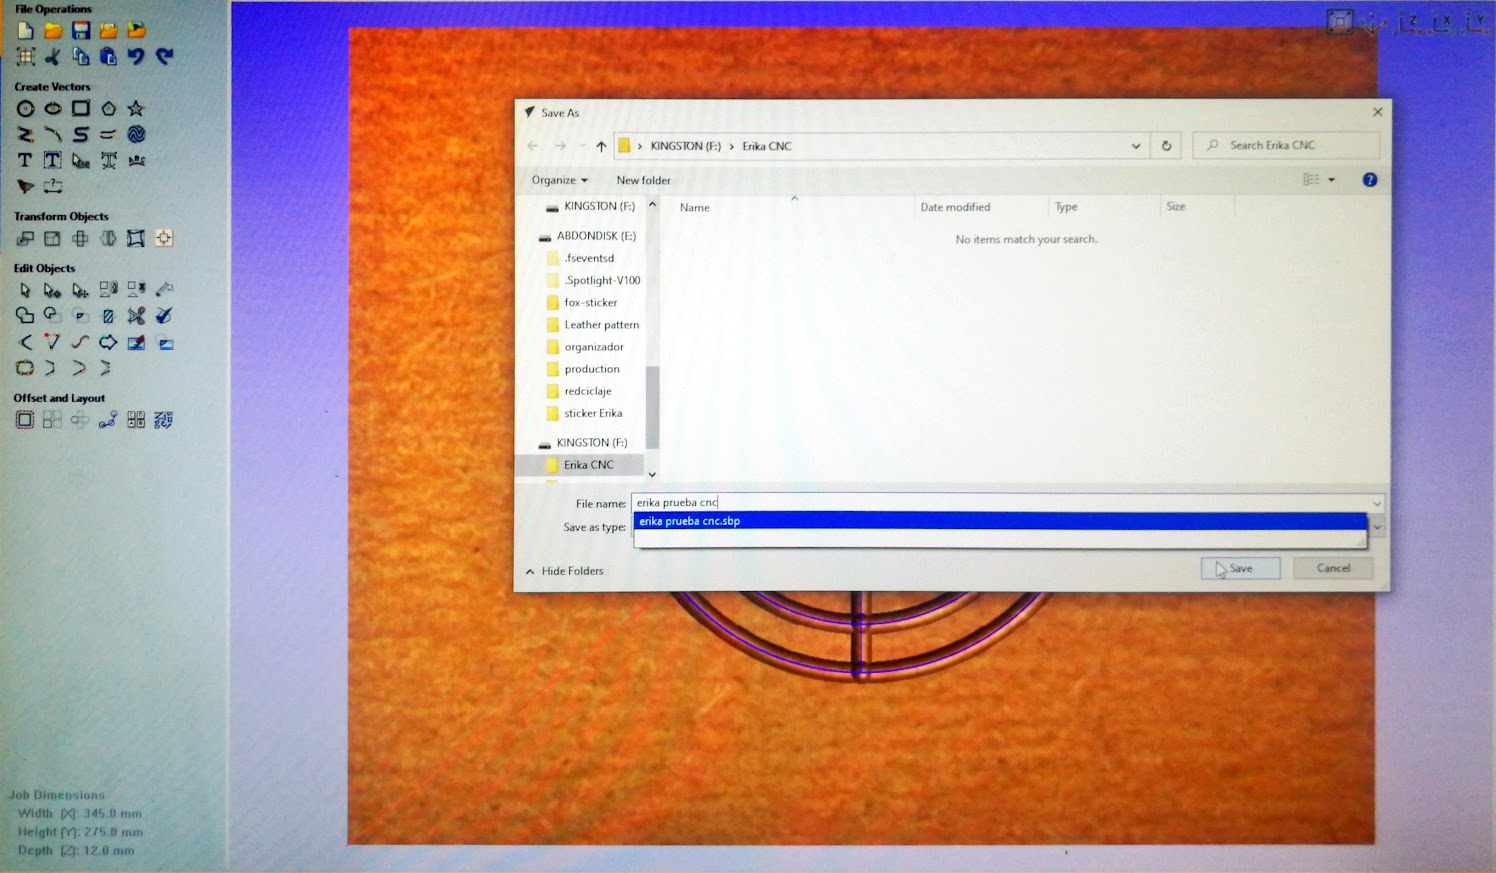 File Operations
Create Vectors
Transform Objects
Edit Objects
Offset and Layout
Job Dimensions
Width [X]: 345.0 mm
Height [Y]: 275.0 mm
Depth [Z]: 12.0 mm
Z X Y
Save As
KINGSTON (F:) › Erika CNC
Search Erika CNC
Organize
New folder
Name Date modified Type Size
No items match your search.
KINGSTON (F:)
ABDONDISK (E:)
.fseventsd
.Spotlight-V100
fox-sticker
Leather pattern
organizador
production
redciclaje
sticker Erika
KINGSTON (F:)
Erika CNC
File name: erika prueba cnc
erika prueba cnc.sbp
Save as type:
Hide Folders
Save
Cancel